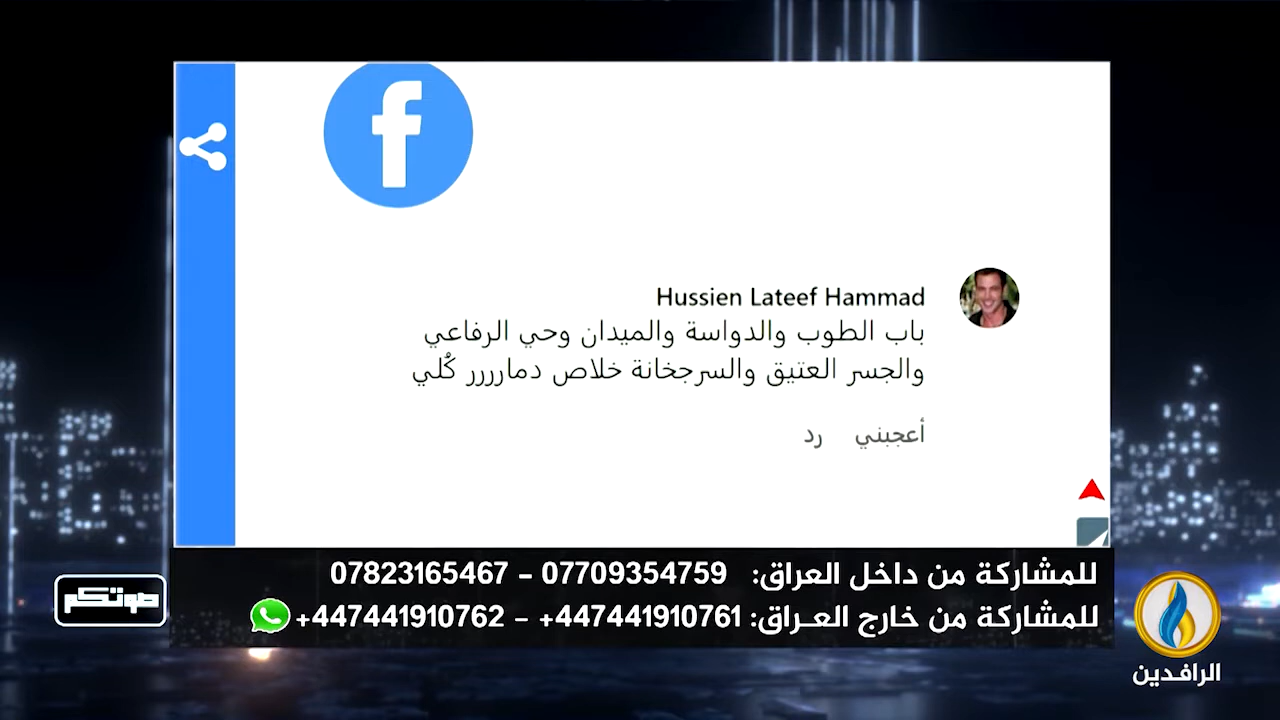 Hussien Lateef Hammad
باب الطوب والدواسة والميدان وحي الرفاعي
والجسر العتيق والسرجخانة خلاص دماررررر كُلي
أعجبني رد
للمشاركة من داخل العراق: 07709354759 - 07823165467
للمشاركة من خارج العـراق: 447441910761+ - 447441910762+
صوتكم
الرافدين